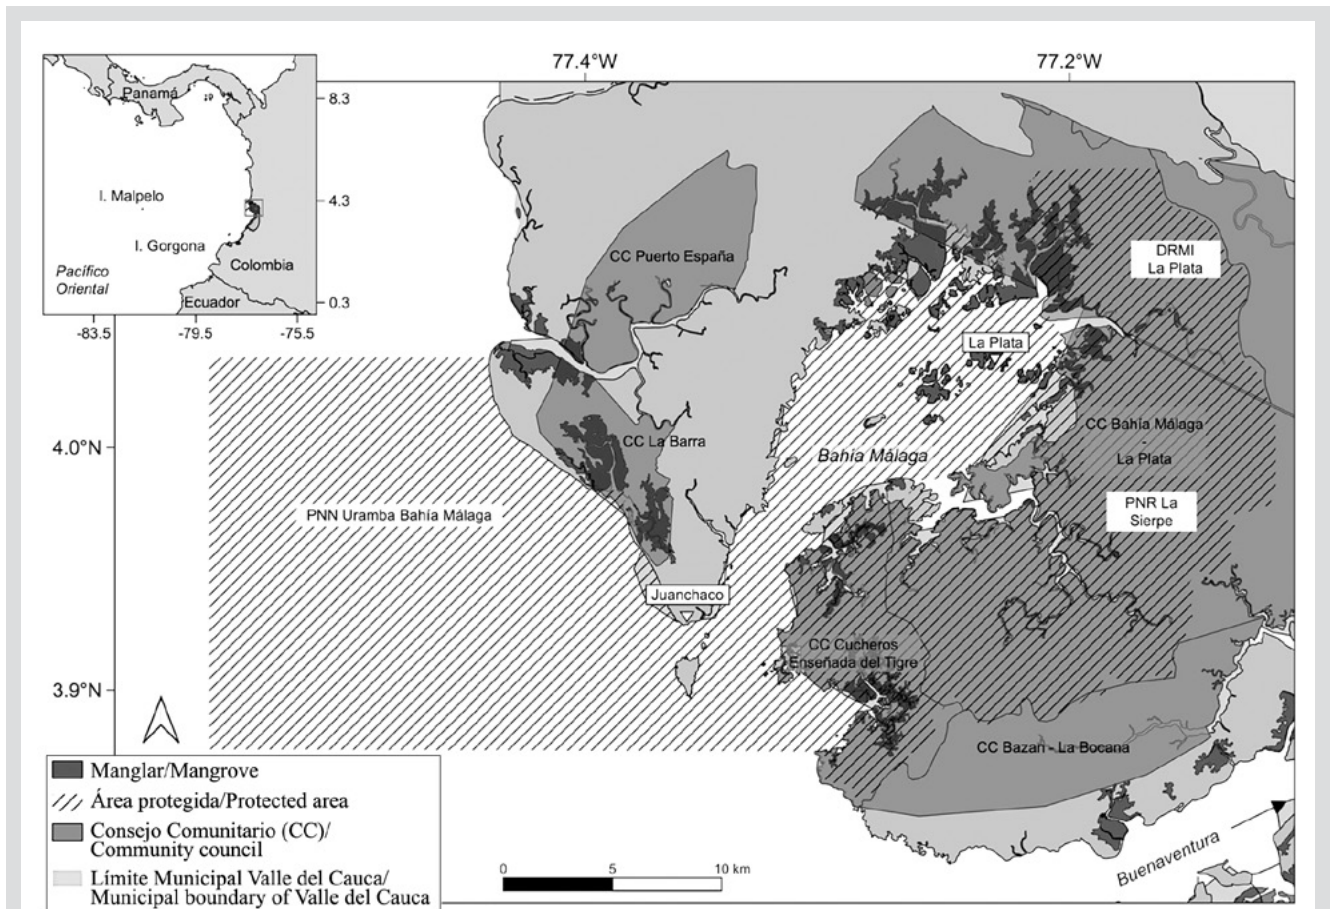 77.4°W
77.2°W
Panamá
8.3
I. Malpelo
4.3
I. Gorgona
Pacífico
Oriental
Colombia
Ecuador
0.3
-83.5
-79.5
-75.5
CC Puerto España
DRMI
La Plata
La Plata
CC La Barra
4.0°N
Bahía Málaga
CC Bahía Málaga
La Plata
PNN Uramba Bahía Málaga
PNR La
Sierpe
Juanchaco
CC Cucheros
Enseñada del Tigre
3.9°N
CC Bazan - La Bocana
Manglar/Mangrove
Área protegida/Protected area
Consejo Comunitario (CC)/
Community council
Límite Municipal Valle del Cauca/
Municipal boundary of Valle del Cauca
0
5
10 km
Buenaventura